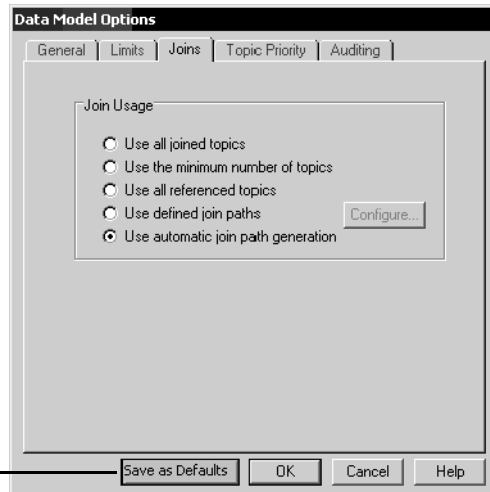 Data Model Options
General Limits Joins Topic Priority Auditing
Join Usage
Use all joined topics
Use the minimum number of topics
Use all referenced topics
Use defined join paths Configure...
Use automatic join path generation
Save as Defaults OK Cancel Help